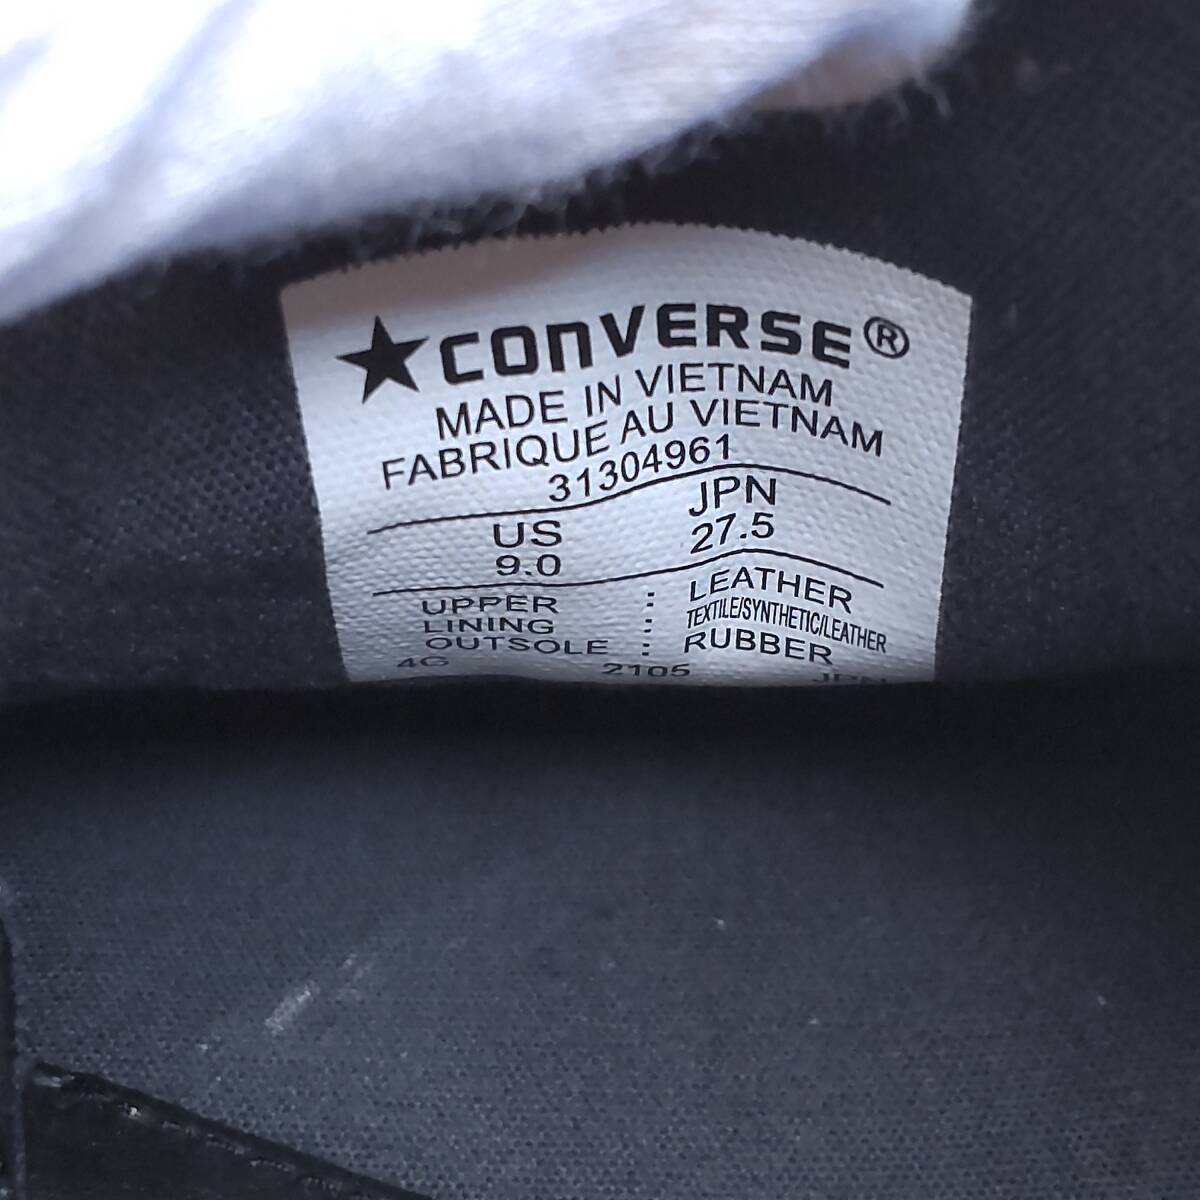 ★CONVERSE®
MADE IN VIETNAM
FABRIQUE AU VIETNAM
31304961
US JPN
9.0 27.5
UPPER : LEATHER
LINING : TEXTILE/SYNTHETIC/LEATHER
OUTSOLE : RUBBER
4G 2105 JPN